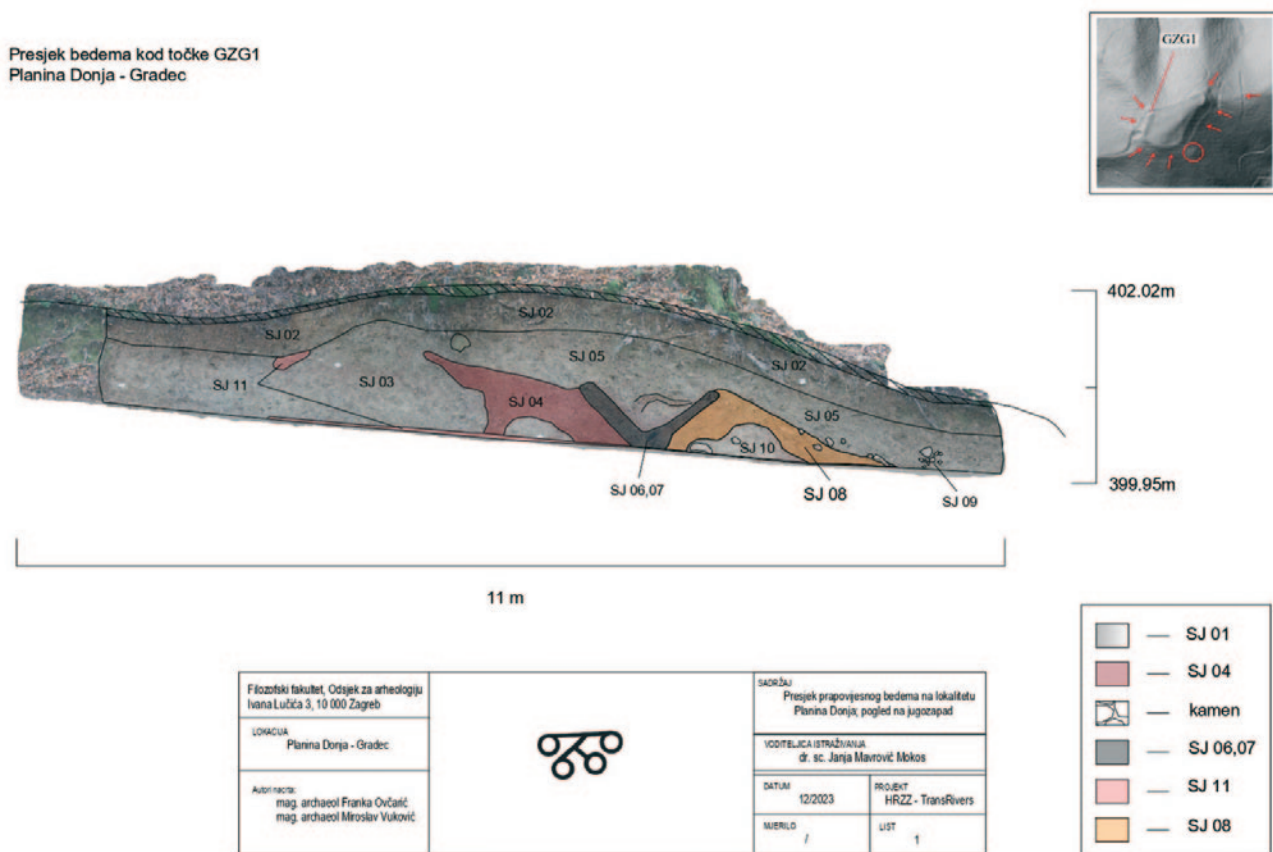 Presjek bedema kod točke GZG1
Planina Donja - Gradec
GZG1
402.02m
399.95m
SJ 02
SJ 02
SJ 02
SJ 11
SJ 03
SJ 05
SJ 04
SJ 05
SJ 10
SJ 06,07
SJ 08
SJ 09
11 m
SJ 01
SJ 04
kamen
SJ 06,07
SJ 11
SJ 08
Filozofski fakultet, Odsjek za arheologiju
Ivana Lučića 3, 10 000 Zagreb
LOKACIJA
Planina Donja - Gradec
Autori nacrta:
mag. archaeol Franka Ovčarić
mag. archaeol Miroslav Vuković
SADRŽAJ
Presjek prapovijesnog bedema na lokalitetu
Planina Donja; pogled na jugozapad
VODITELJICA ISTRAŽIVANJA
dr. sc. Janja Mavrović Mokos
DATUM
12/2023
PROJEKT
HRZZ - TransRivers
MJERILO
/
LIST
1